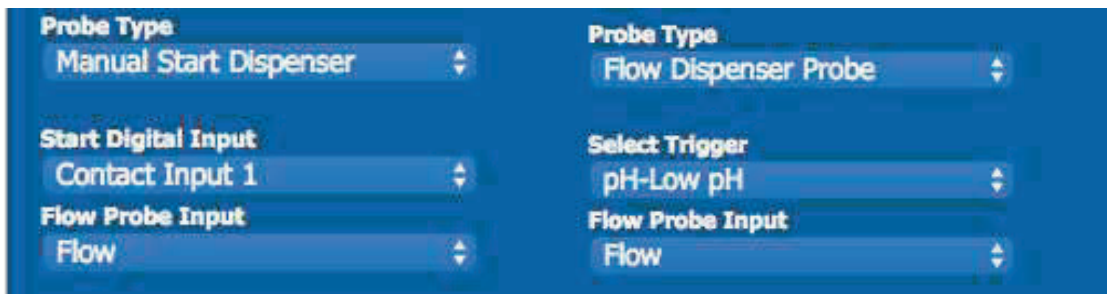 Probe Type
Manual Start Dispenser
Start Digital Input
Contact Input 1
Flow Probe Input
Flow
Probe Type
Flow Dispenser Probe
Select Trigger
pH-Low pH
Flow Probe Input
Flow